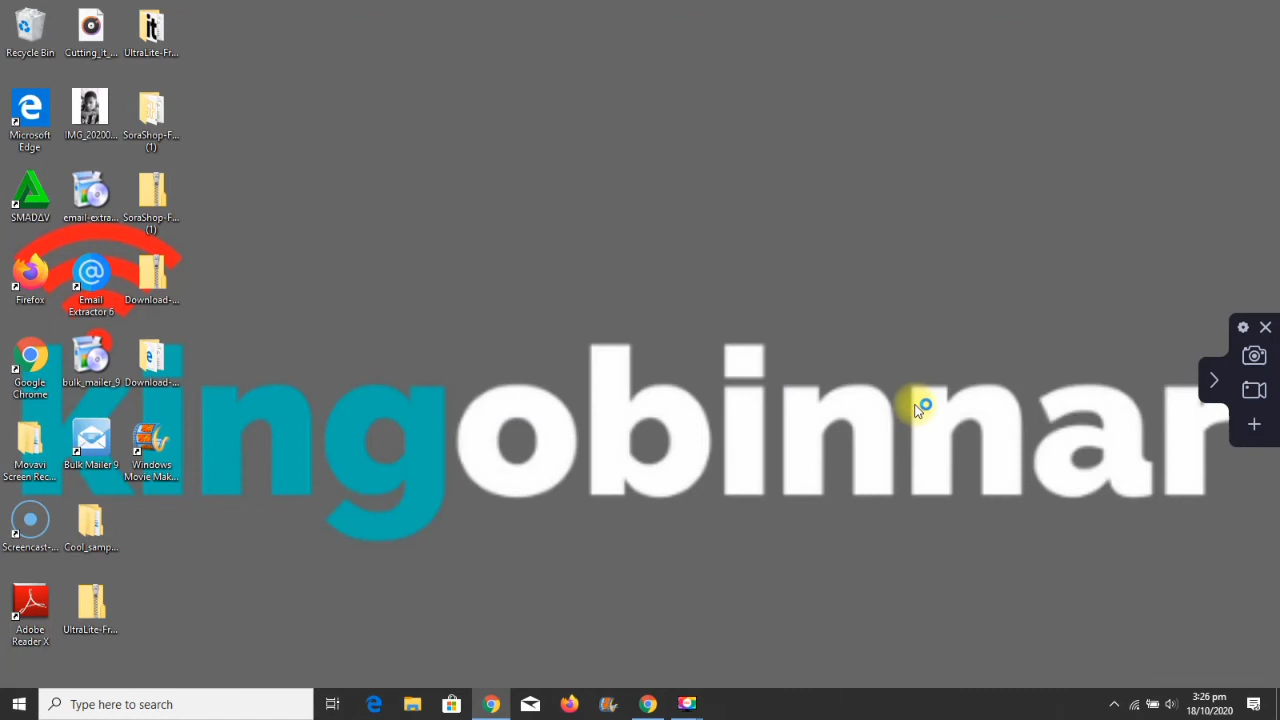 Recycle Bin
Cutting_it_...
UltraLite-Fr...
Microsoft
Edge
IMG_20200...
SoraShop-F...
(1)
SMADΔV
email-extra...
SoraShop-F...
(1)
Firefox
Email
Extractor 6
Download-...
Google
Chrome
bulk_mailer_9
Download-...
Movavi
Screen Rec...
Bulk Mailer 9
Windows
Movie Mak...
Screencast-...
Cool_samp...
Adobe
Reader X
UltraLite-Fr...
it
kingobinnar
Type here to search
3:26 pm
18/10/2020